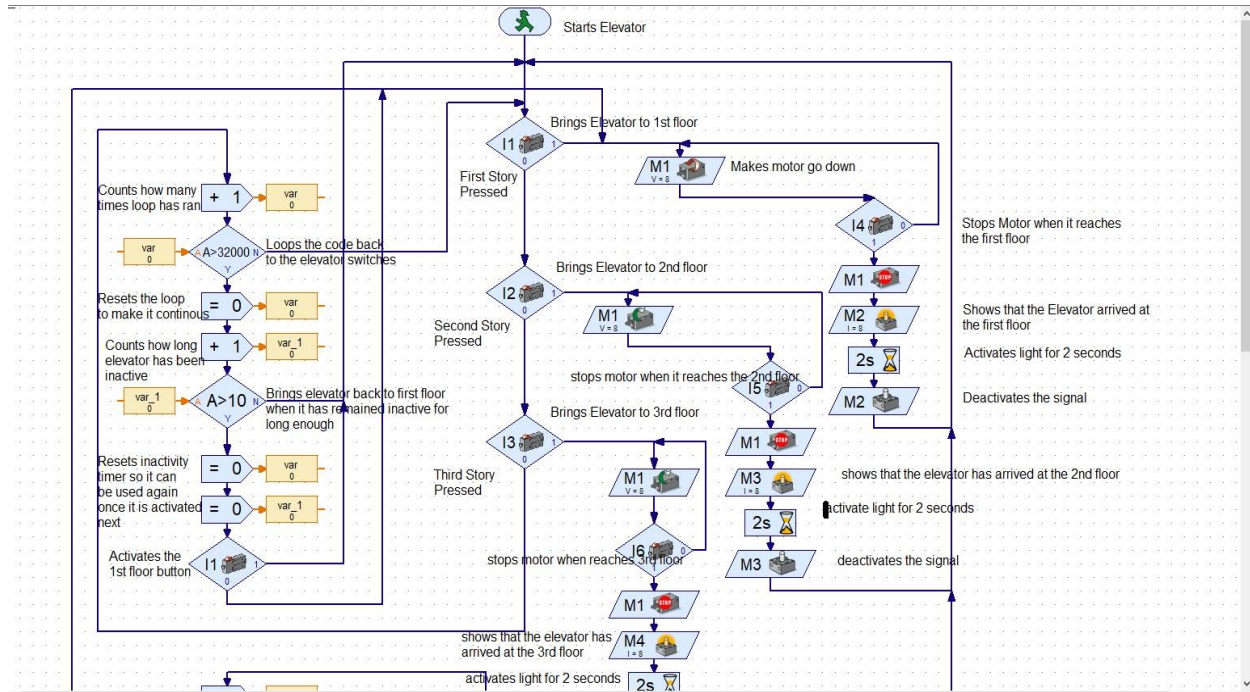 Starts Elevator
Brings Elevator to 1st floor
I1
1
0
First Story
Pressed
M1
V = 8
Makes motor go down
I4
0
1
Stops Motor when it reaches
the first floor
M1
STOP
M2
I = 8
Shows that the Elevator arrived at
the first floor
2s
Activates light for 2 seconds
M2
Deactivates the signal
Counts how many
times loop has ran
+ 1
var
0
var
0
A
A>32000
N
Y
Loops the code back
to the elevator switches
Resets the loop
to make it continous
= 0
var
0
Counts how long
elevator has been
inactive
+ 1
var_1
0
var_1
0
A
A>10
N
Y
Brings elevator back to first floor
when it has remained inactive for
long enough
Resets inactivity
timer so it can
be used again
once it is activated
next
= 0
var
0
= 0
var_1
0
Activates the
1st floor button
I1
1
0
Brings Elevator to 2nd floor
I2
1
0
Second Story
Pressed
M1
V = 8
stops motor when it reaches the 2nd floor
I5
0
1
M1
STOP
M3
I = 8
shows that the elevator has arrived at the 2nd floor
2s
activate light for 2 seconds
M3
deactivates the signal
Brings Elevator to 3rd floor
I3
1
0
Third Story
Pressed
M1
V = 8
I6
0
1
stops motor when reaches 3rd floor
M1
STOP
M4
I = 8
shows that the elevator has
arrived at the 3rd floor
activates light for 2 seconds
2s